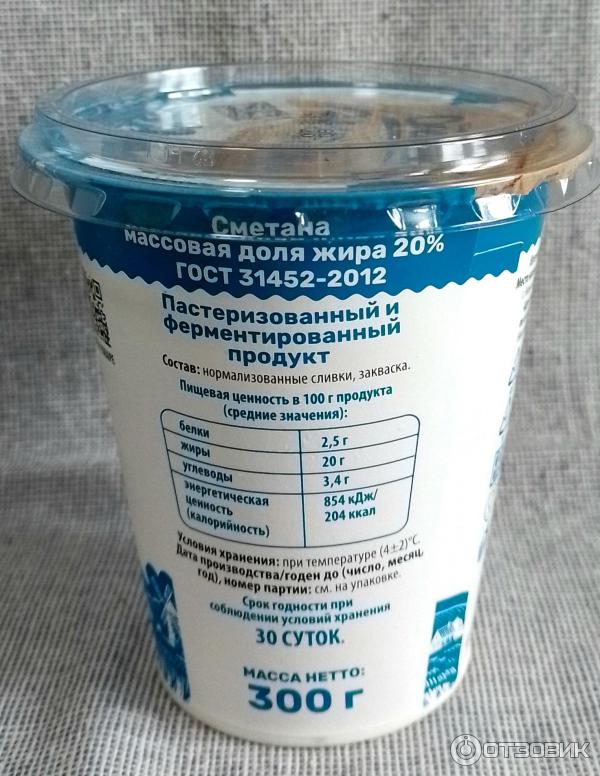 Сметана
массовая доля жира 20%
ГОСТ 31452-2012
Пастеризованный и
ферментированный
продукт
Состав: нормализованные сливки, закваска.
Пищевая ценность в 100 г продукта
(средние значения):
белки 2,5 г
жиры 20 г
углеводы 3,4 г
энергетическая
ценность
(калорийность)
854 кДж/
204 ккал
Условия хранения: при температуре (4±2)°С.
Дата производства/годен до (число, месяц,
год), номер партии: см. на упаковке.
Срок годности при
соблюдении условий хранения
30 СУТОК.
МАССА НЕТТО:
300 г
ОТЗОВИК